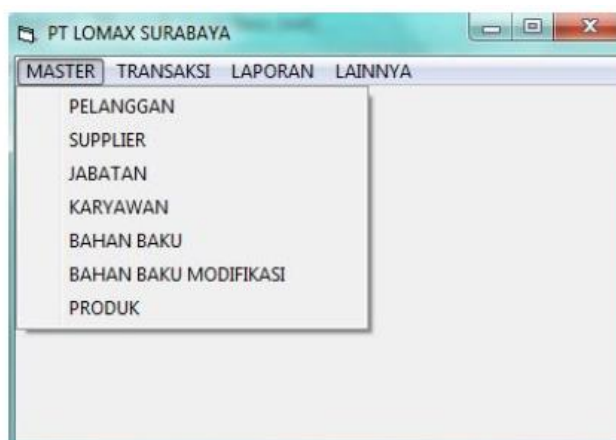 PT LOMAX SURABAYA
MASTER TRANSAKSI LAPORAN LAINNYA
PELANGGAN
SUPPLIER
JABATAN
KARYAWAN
BAHAN BAKU
BAHAN BAKU MODIFIKASI
PRODUK